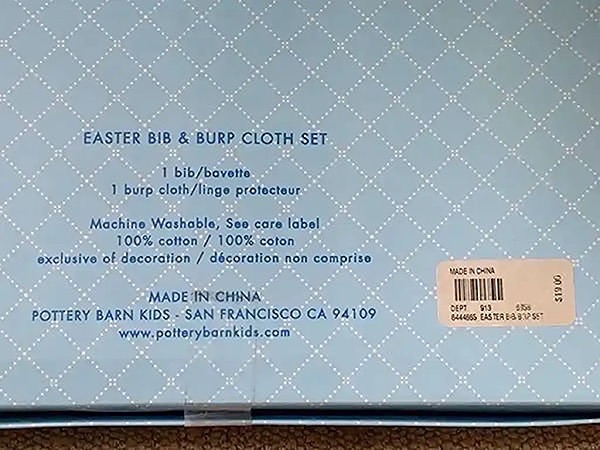 EASTER BIB & BURP CLOTH SET
1 bib/bavette
1 burp cloth/linge protecteur
Machine Washable, See care label
100% cotton / 100% coton
exclusive of decoration / décoration non comprise
MADE IN CHINA
POTTERY BARN KIDS - SAN FRANCISCO CA 94109
www.potterybarnkids.com
MADE IN CHINA
$19.00
DEPT 913
EASTER BIB SET